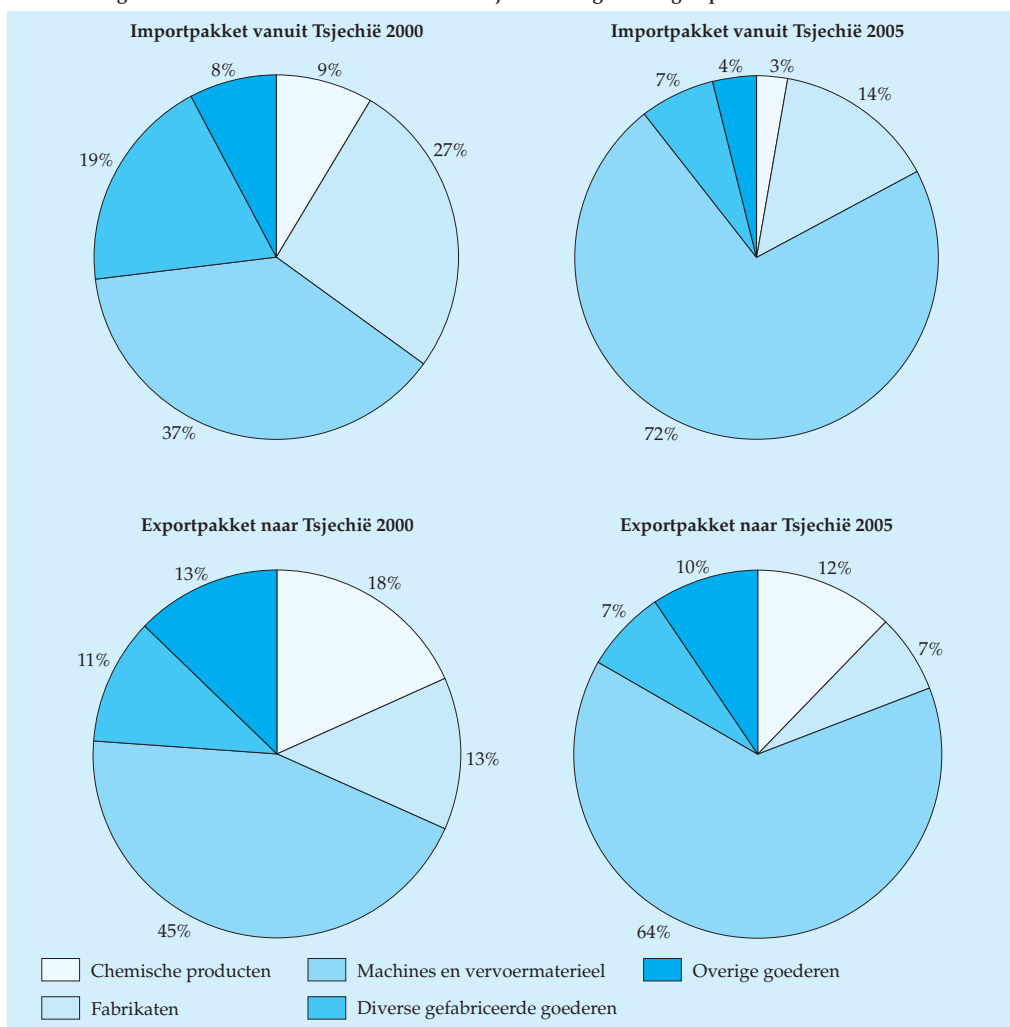 Importpakket vanuit Tsjechië 2000
8%
9%
27%
19%
37%
Importpakket vanuit Tsjechië 2005
7%
4%
3%
14%
72%
Exportpakket naar Tsjechië 2000
13%
18%
11%
13%
45%
Exportpakket naar Tsjechië 2005
10%
12%
7%
7%
64%
Chemische producten
Fabrikaten
Machines en vervoermaterieel
Diverse gefabriceerde goederen
Overige goederen